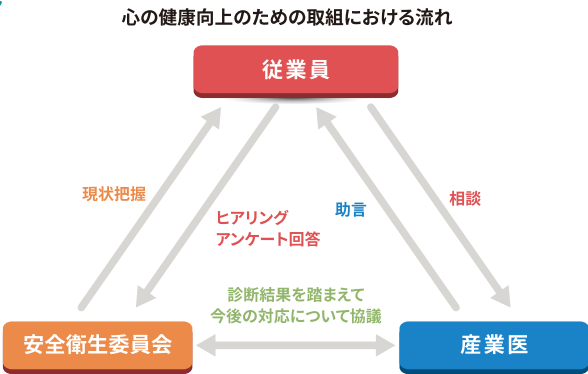 心の健康向上のための取組における流れ
従業員
現状把握
ヒアリング
アンケート回答
助言
相談
診断結果を踏まえて
今後の対応について協議
安全衛生委員会
産業医